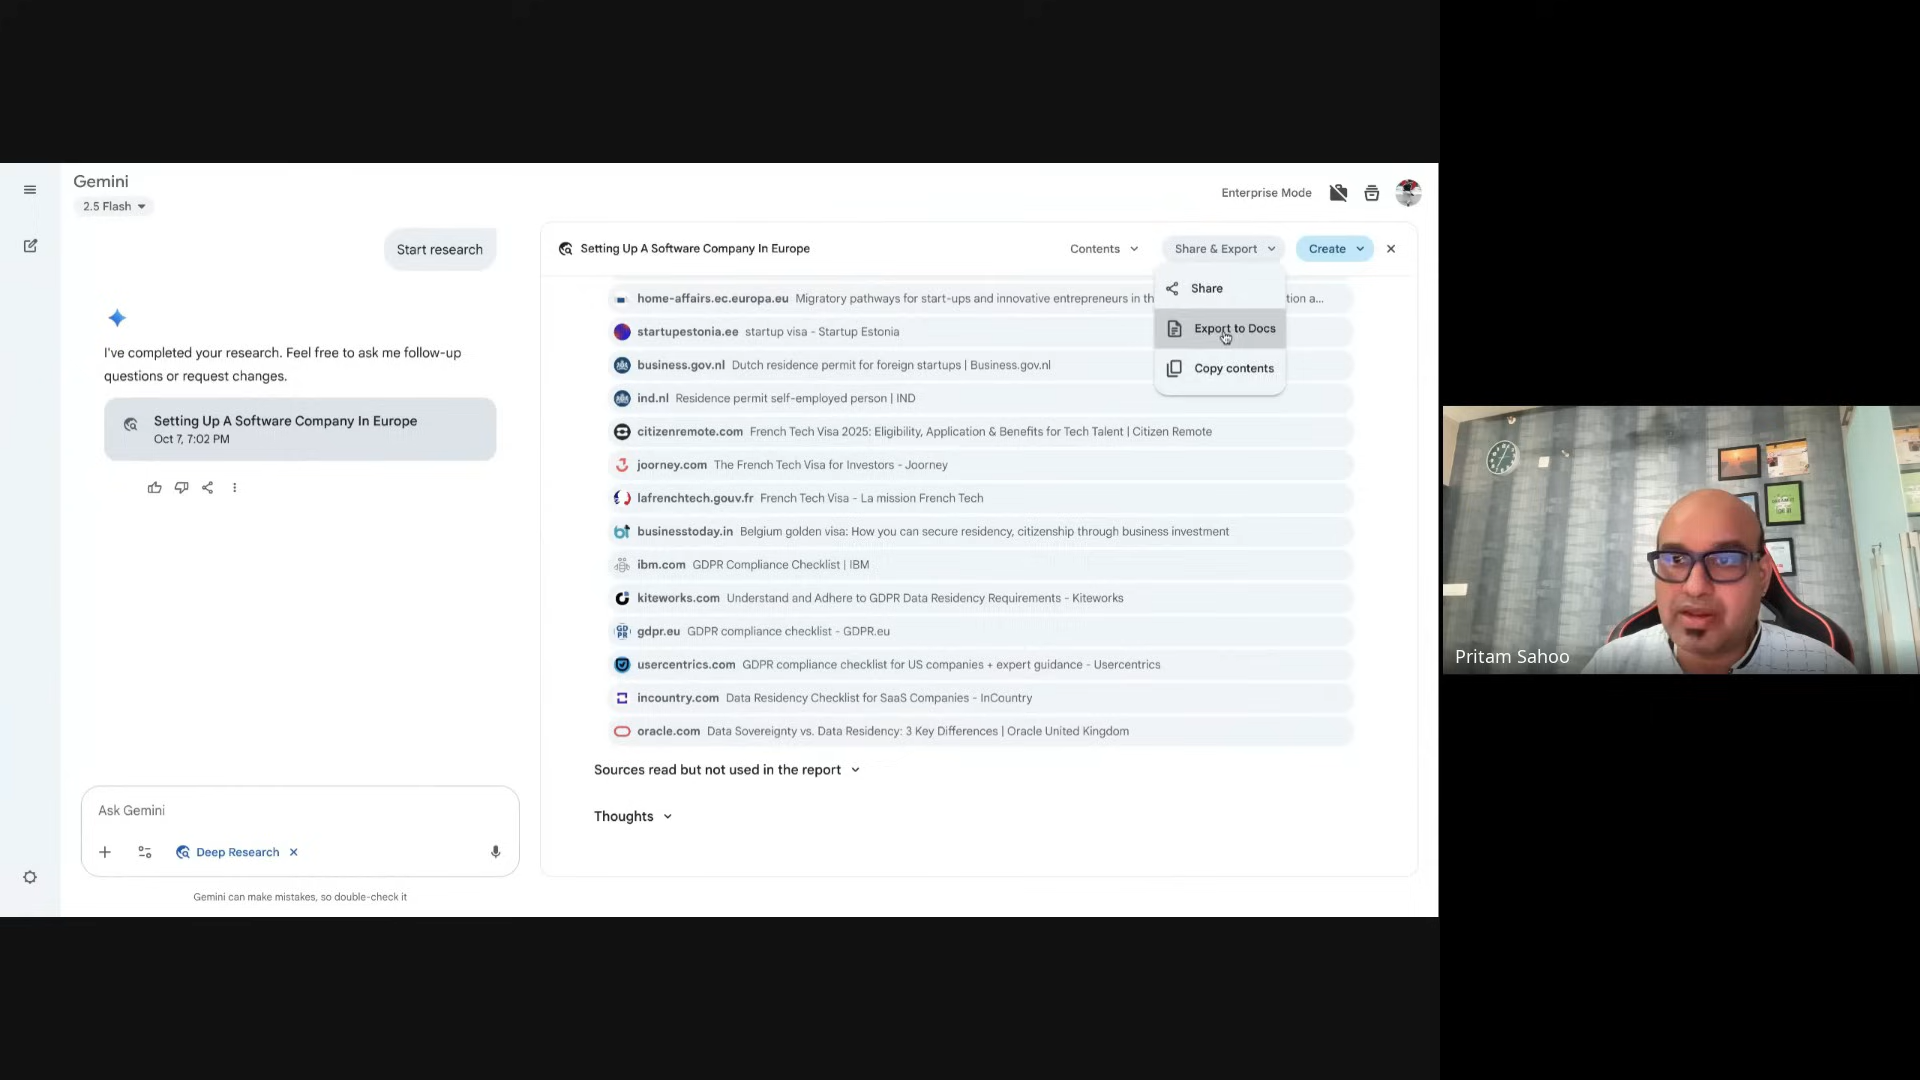 Gemini
2.5 Flash
Enterprise Mode
Start research
I've completed your research. Feel free to ask me follow-up
questions or request changes.
Setting Up A Software Company In Europe
Oct 7, 7:02 PM
Ask Gemini
Deep Research
Gemini can make mistakes, so double-check it
Setting Up A Software Company In Europe
Contents
Share & Export
Create
Share
Export to Docs
Copy contents
home-affairs.ec.europa.eu Migratory pathways for start-ups and innovative entrepreneurs in th tion a...
startupestonia.ee startup visa - Startup Estonia
business.gov.nl Dutch residence permit for foreign startups | Business.gov.nl
ind.nl Residence permit self-employed person | IND
citizenremote.com French Tech Visa 2025: Eligibility, Application & Benefits for Tech Talent | Citizen Remote
joorney.com The French Tech Visa for Investors - Joorney
lafrenchtech.gouv.fr French Tech Visa - La mission French Tech
businesstoday.in Belgium golden visa: How you can secure residency, citizenship through business investment
ibm.com GDPR Compliance Checklist | IBM
kiteworks.com Understand and Adhere to GDPR Data Residency Requirements - Kiteworks
gdpr.eu GDPR compliance checklist - GDPR.eu
usercentrics.com GDPR compliance checklist for US companies + expert guidance - Usercentrics
incountry.com Data Residency Checklist for SaaS Companies - InCountry
oracle.com Data Sovereignty vs. Data Residency: 3 Key Differences | Oracle United Kingdom
Sources read but not used in the report
Thoughts
Pritam Sahoo